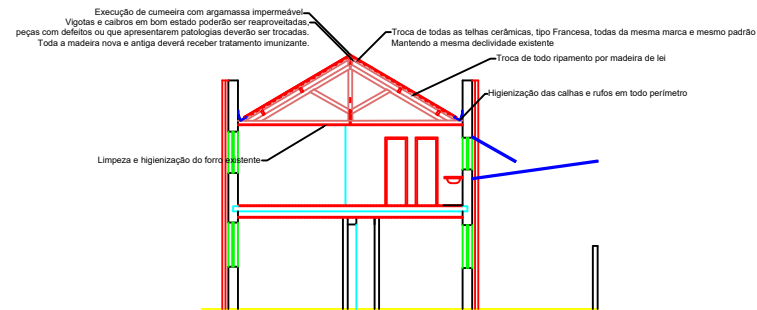 Execução de cumeeira com argamassa impermeável
Vigotas e caibros em bom estado poderão ser reaproveitadas,
peças com defeitos ou que apresentarem patologias deverão ser trocadas.
Toda a madeira nova e antiga deverá receber tratamento imunizante.
Troca de todas as telhas cerâmicas, tipo Francesa, todas da mesma marca e mesmo padrão
Mantendo a mesma declividade existente
Troca de todo ripamento por madeira de lei
Higienização das calhas e rufos em todo perímetro
Limpeza e higienização do forro existente